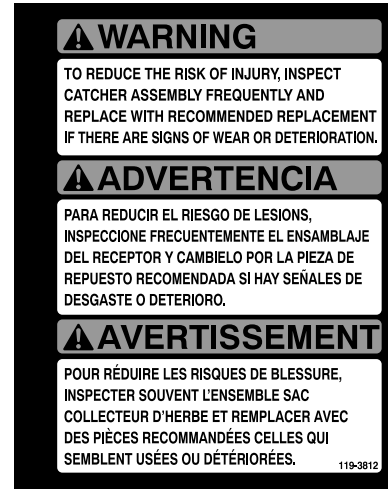 WARNING
TO REDUCE THE RISK OF INJURY, INSPECT
CATCHER ASSEMBLY FREQUENTLY AND
REPLACE WITH RECOMMENDED REPLACEMENT
IF THERE ARE SIGNS OF WEAR OR DETERIORATION.
ADVERTENCIA
PARA REDUCIR EL RIESGO DE LESIONS,
INSPECCIONE FRECUENTEMENTE EL ENSAMBLAJE
DEL RECEPTOR Y CAMBIELO POR LA PIEZA DE
REPUESTO RECOMENDADA SI HAY SEÑALES DE
DESGASTE O DETERIORO.
AVERTISSEMENT
POUR RÉDUIRE LES RISQUES DE BLESSURE,
INSPECTER SOUVENT L'ENSEMBLE SAC
COLLECTEUR D'HERBE ET REMPLACER AVEC
DES PIÈCES RECOMMANDÉES CELLES QUI
SEMBLENT USÉES OU DÉTÉRIORÉES.
119-3812